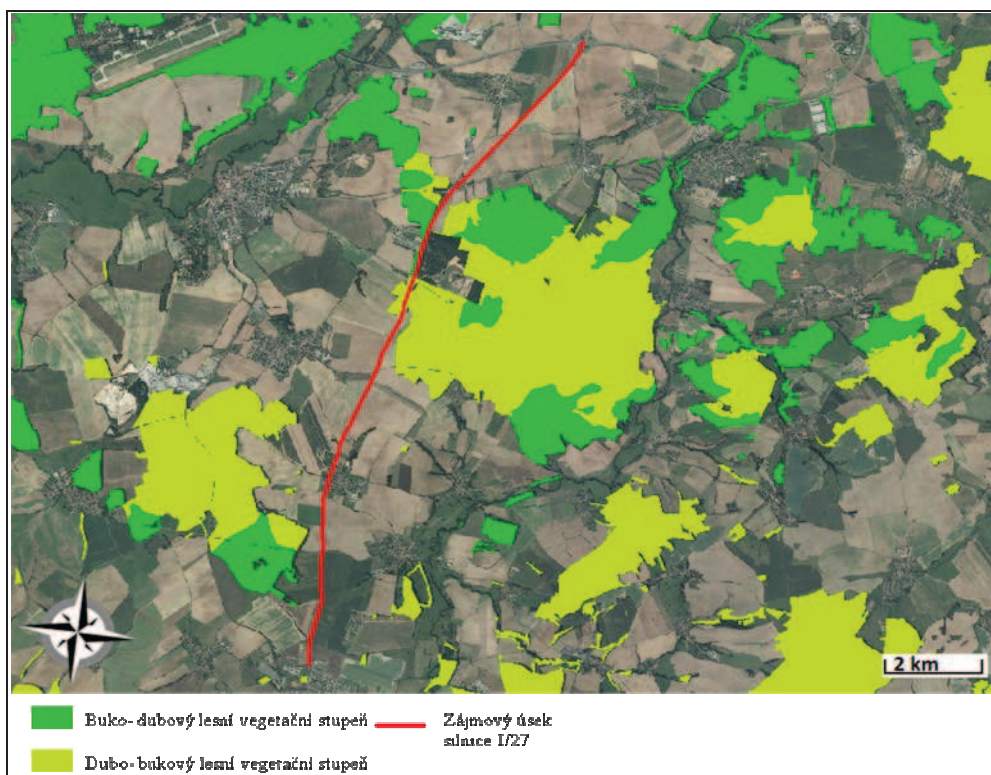 2 km
Buko-dubový lesní vegetační stupeň
Zájmový úsek
silnice I/27
Dubo-bukový lesní vegetační stupeň